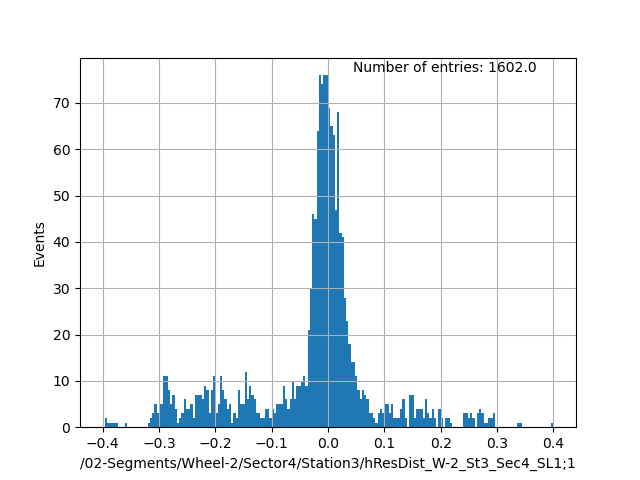 Number of entries: 1602.0
Events
70
60
50
40
30
20
10
0
−0.4 −0.3 −0.2 −0.1 0.0 0.1 0.2 0.3 0.4
/02-Segments/Wheel-2/Sector4/Station3/hResDist_W-2_St3_Sec4_SL1;1